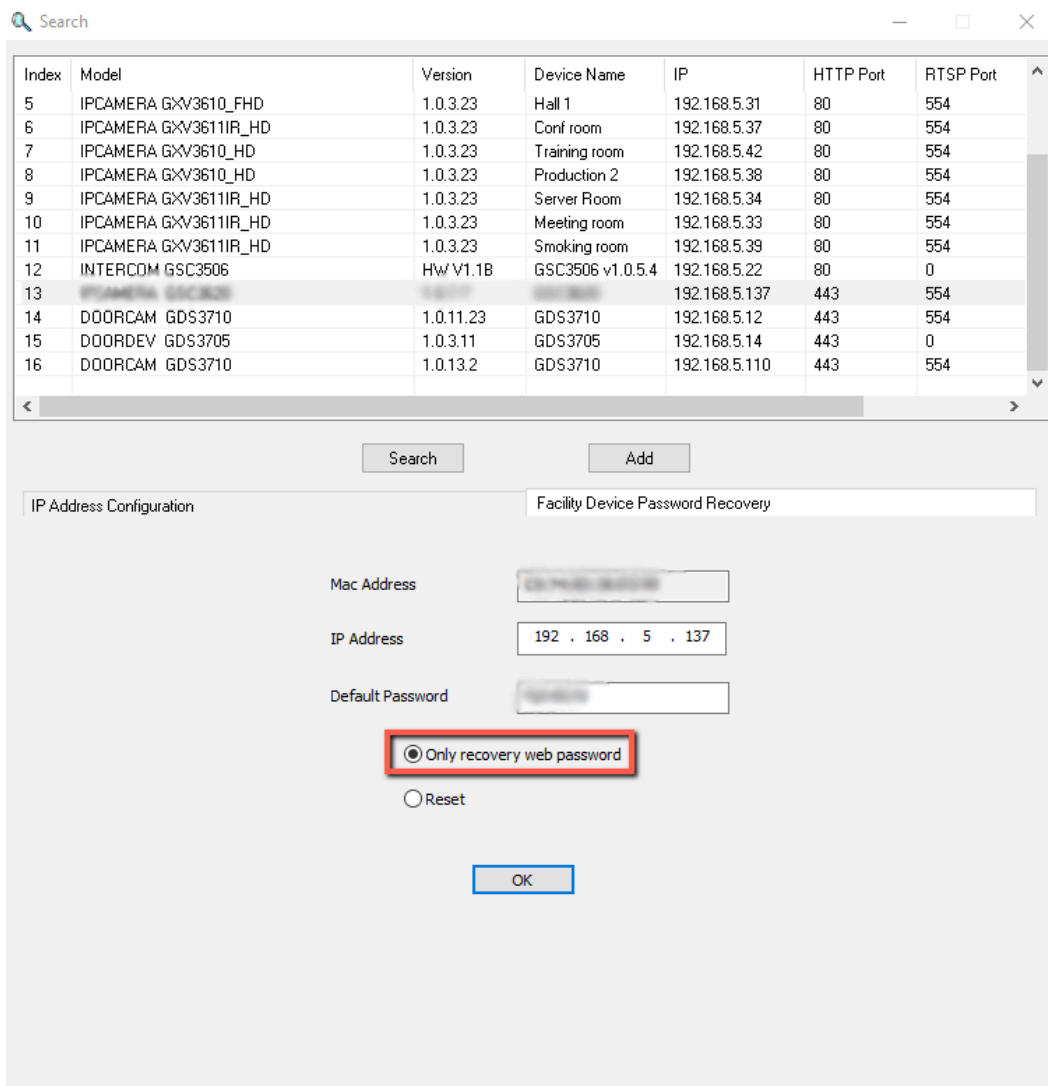 Search
Index Model Version Device Name IP HTTP Port RTSP Port
5 IPCAMERA GXV3610_FHD 1.0.3.23 Hall 1 192.168.5.31 80 554
6 IPCAMERA GXV3611IR_HD 1.0.3.23 Conf room 192.168.5.37 80 554
7 IPCAMERA GXV3610_HD 1.0.3.23 Training room 192.168.5.42 80 554
8 IPCAMERA GXV3610_HD 1.0.3.23 Production 2 192.168.5.38 80 554
9 IPCAMERA GXV3611IR_HD 1.0.3.23 Server Room 192.168.5.34 80 554
10 IPCAMERA GXV3611IR_HD 1.0.3.23 Meeting room 192.168.5.33 80 554
11 IPCAMERA GXV3611IR_HD 1.0.3.23 Smoking room 192.168.5.39 80 554
12 INTERCOM GSC3506 HW V1.1B GSC3506 v1.0.5.4 192.168.5.22 80 0
13 192.168.5.137 443 554
14 DOORCAM GDS3710 1.0.11.23 GDS3710 192.168.5.12 443 554
15 DOORDEV GDS3705 1.0.3.11 GDS3705 192.168.5.14 443 0
16 DOORCAM GDS3710 1.0.13.2 GDS3710 192.168.5.110 443 554
Search Add
IP Address Configuration Facility Device Password Recovery
Mac Address
IP Address 192 . 168 . 5 . 137
Default Password
Only recovery web password
Reset
OK